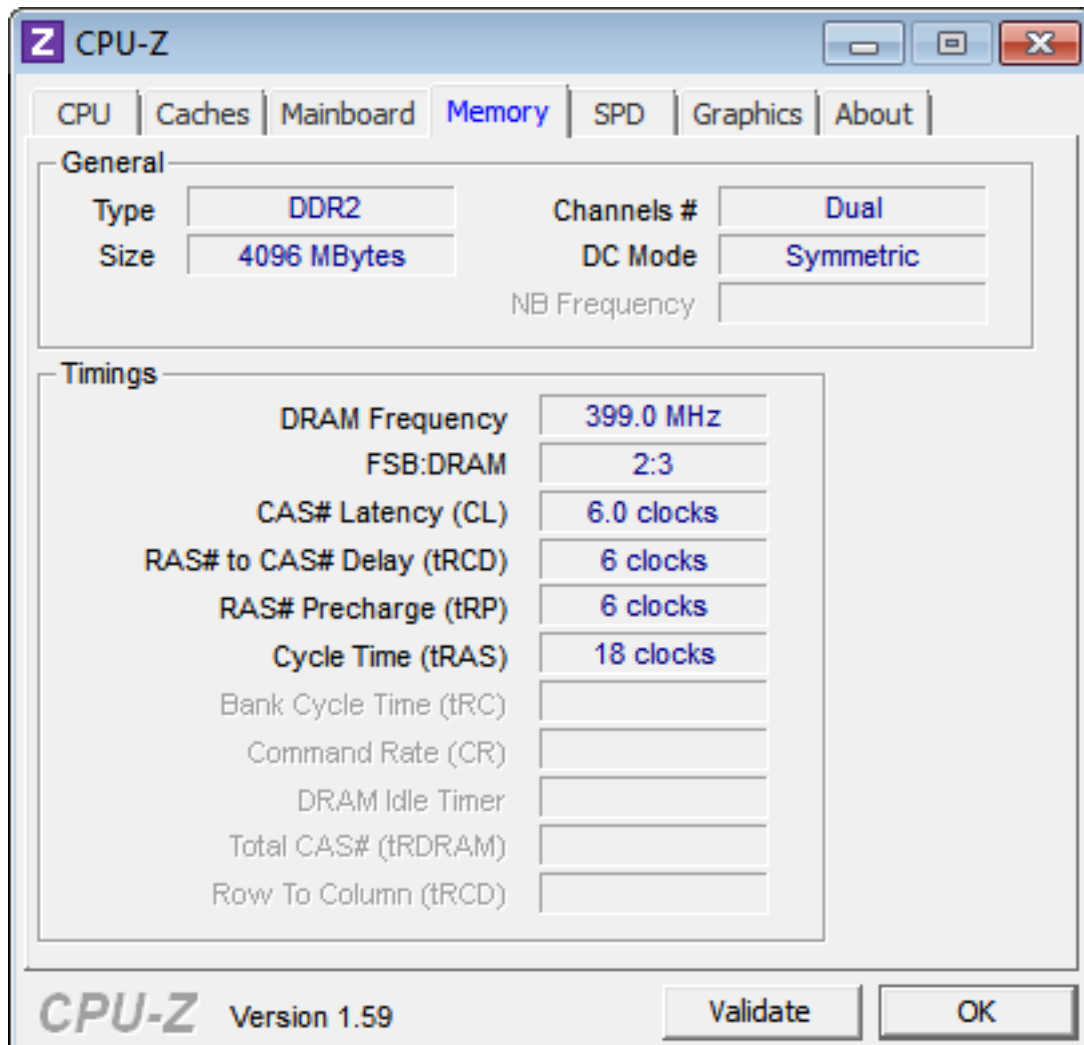 Z CPU-Z
CPU Caches Mainboard Memory SPD Graphics About
General
Type DDR2 Channels # Dual
Size 4096 MBytes DC Mode Symmetric
NB Frequency
Timings
DRAM Frequency 399.0 MHz
FSB:DRAM 2:3
CAS# Latency (CL) 6.0 clocks
RAS# to CAS# Delay (tRCD) 6 clocks
RAS# Precharge (tRP) 6 clocks
Cycle Time (tRAS) 18 clocks
Bank Cycle Time (tRC)
Command Rate (CR)
DRAM Idle Timer
Total CAS# (tRDRAM)
Row To Column (tRCD)
CPU-Z Version 1.59 Validate OK